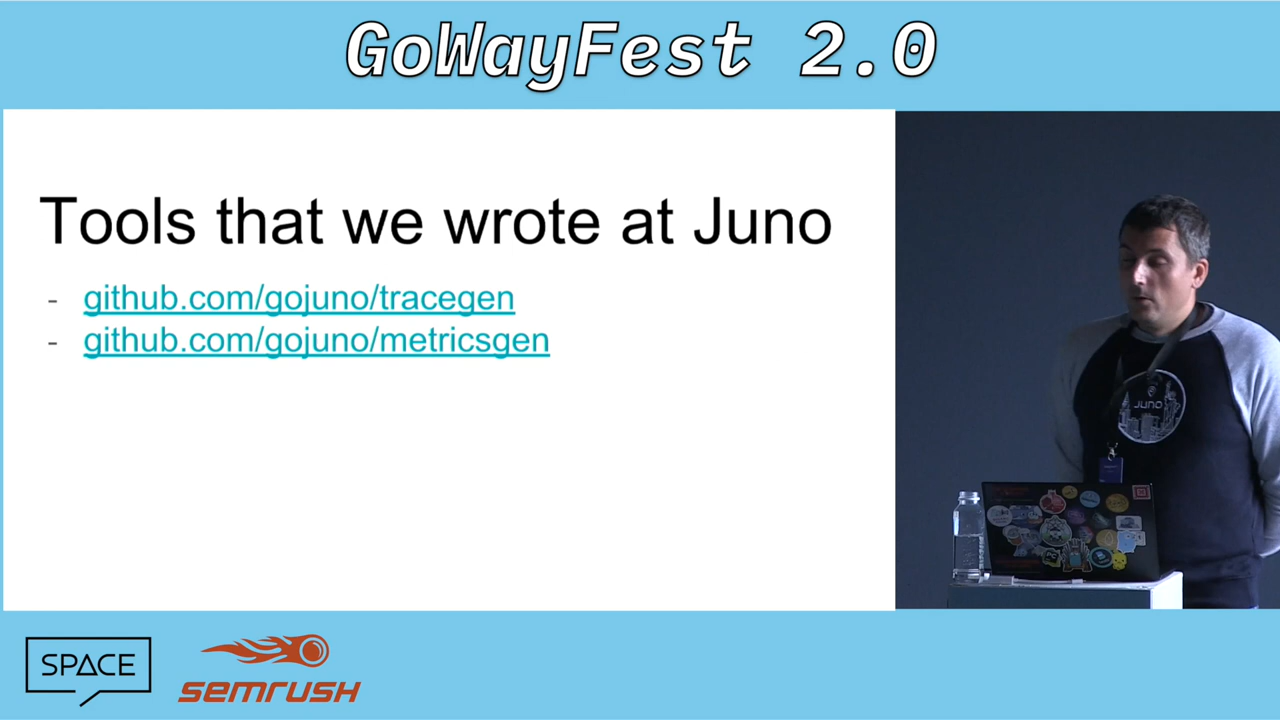 GoWayFest 2.0
Tools that we wrote at Juno
- github.com/gojuno/tracegen
- github.com/gojuno/metricsgen
JUNO
SPACE
semrush